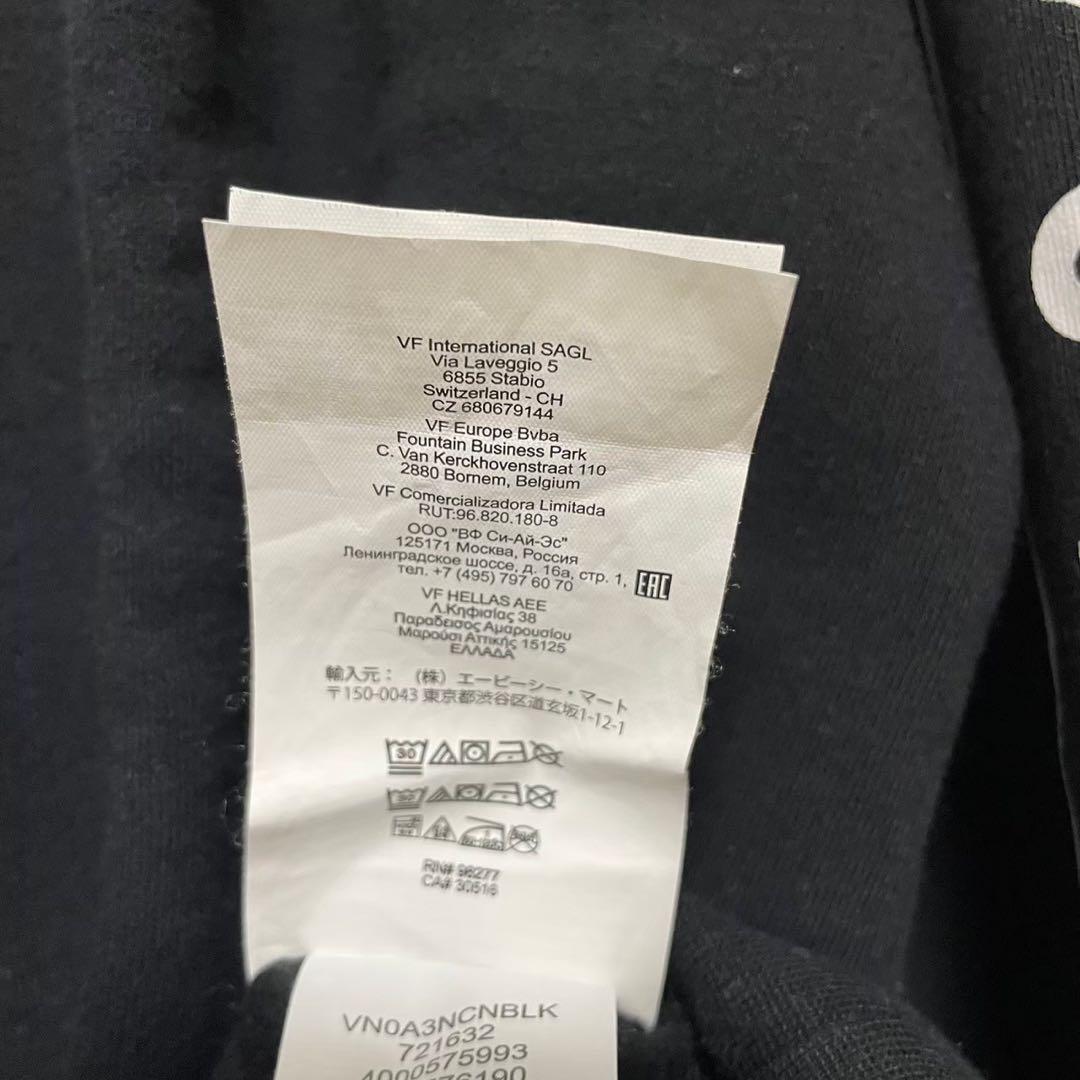 VF International SAGL
Via Laveggio 5
6855 Stabio
Switzerland - CH
CZ 680679144
VF Europe Bvba
Fountain Business Park
C. Van Kerckhovenstraat 110
2880 Bornem, Belgium
VF Comercializadora Limitada
RUT:96.820.180-8
ООО "ВФ Си-Ай-Эс"
125171 Москва, Россия
Ленинградское шоссе, д. 16а, стр. 1,
тел. +7 (495) 797 60 70
EAC
VF HELLAS AEE
Λ.Κηφισίας 38
Παράδεισος Αμαρουσίου
Μαρούσι Αττικής 15125
ΕΛΛΑΔΑ
輸入元： （株）エービーシー・マート
〒150-0043 東京都渋谷区道玄坂1-12-1
30
30
RN# 96277
CA# 30516
VN0A3NCNBLK
721632
4000575993